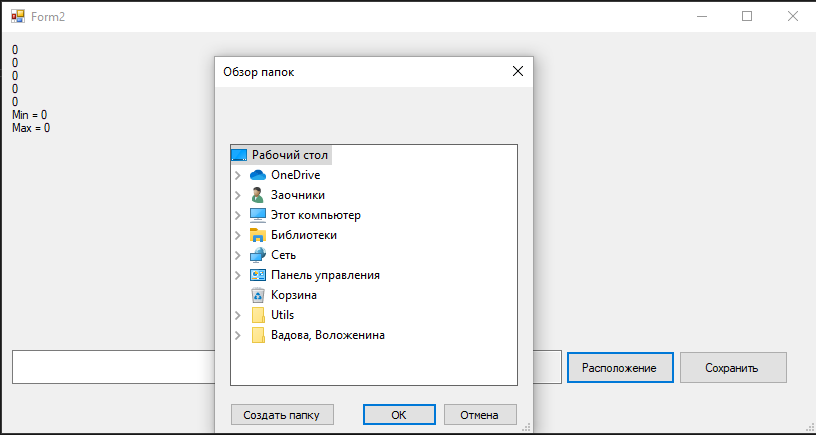 Form2
0
0
0
0
0
Min = 0
Max = 0
Обзор папок
Рабочий стол
OneDrive
Заочники
Этот компьютер
Библиотеки
Сеть
Панель управления
Корзина
Utils
Вадова, Воложенина
Расположение
Сохранить
Создать папку
ОК
Отмена